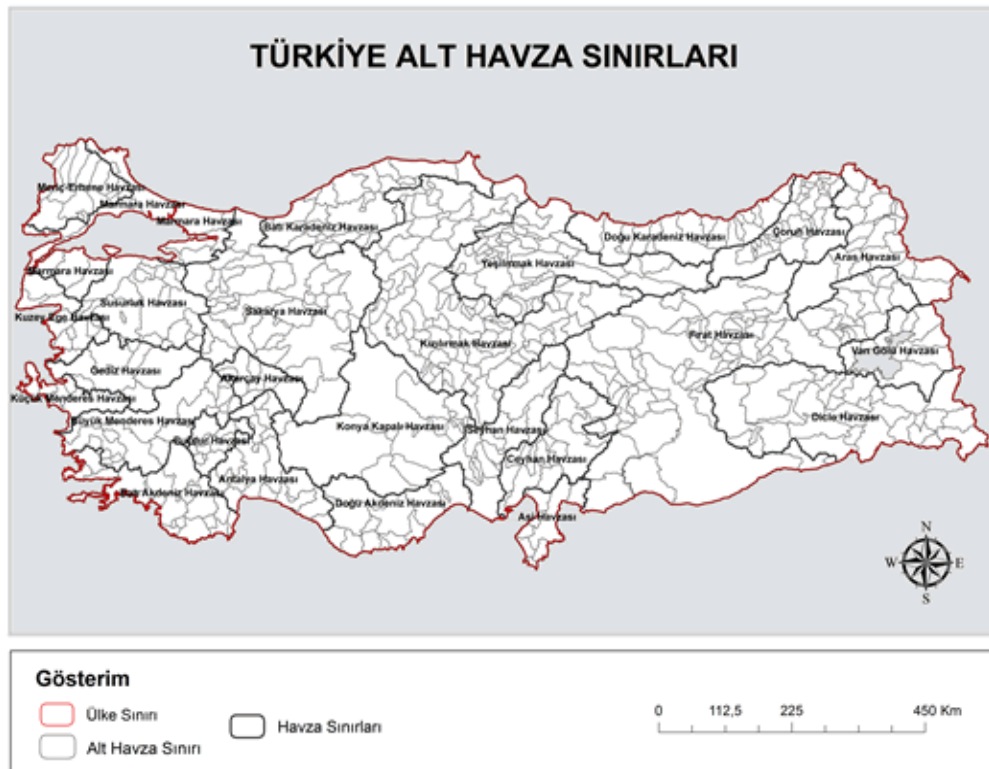 TÜRKİYE ALT HAVZA SINIRLARI
Meriç-Ergene Havzası
Marmara Havzası
Marmara Havzası
Batı Karadeniz Havzası
Doğu Karadeniz Havzası
Çoruh Havzası
Aras Havzası
Yeşilırmak Havzası
Marmara Havzası
Susurluk Havzası
Sakarya Havzası
Kuzey Ege Havzası
Kızılırmak Havzası
Fırat Havzası
Van Gölü Havzası
Gediz Havzası
Akarçay Havzası
Küçük Menderes Havzası
Büyük Menderes Havzası
Konya Kapalı Havzası
Seyhan Havzası
Dicle Havzası
Burdur Havzası
Ceyhan Havzası
Antalya Havzası
Batı Akdeniz Havzası
Doğu Akdeniz Havzası
Asi Havzası
N
W E
S
Gösterim
Ülke Sınırı
Havza Sınırları
Alt Havza Sınırı
0 112,5 225 450 Km